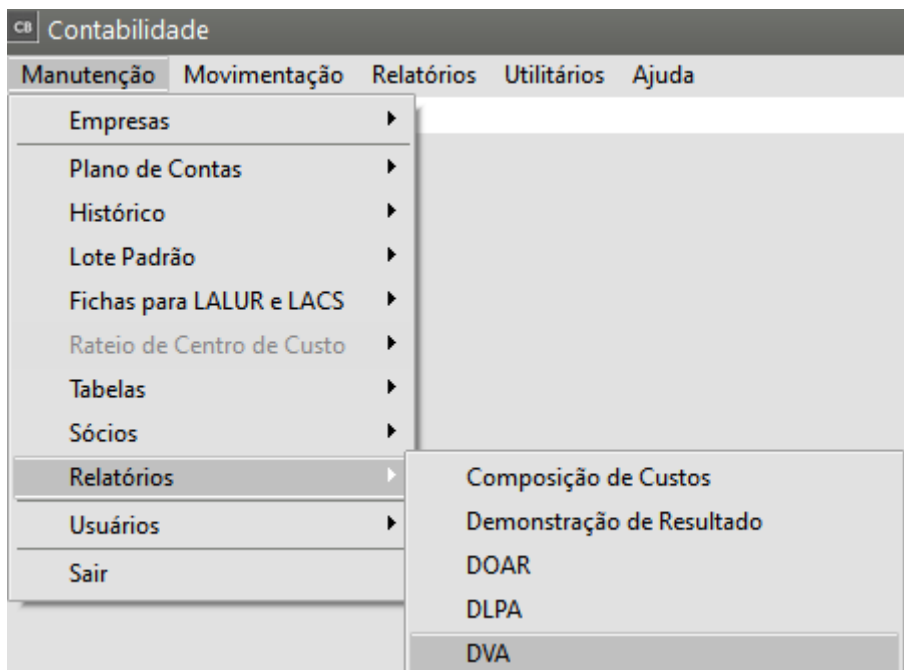 CB Contabilidade
Manutenção Movimentação Relatórios Utilitários Ajuda
Empresas
Plano de Contas
Histórico
Lote Padrão
Fichas para LALUR e LACS
Rateio de Centro de Custo
Tabelas
Sócios
Relatórios
Usuários
Sair
Composição de Custos
Demonstração de Resultado
DOAR
DLPA
DVA